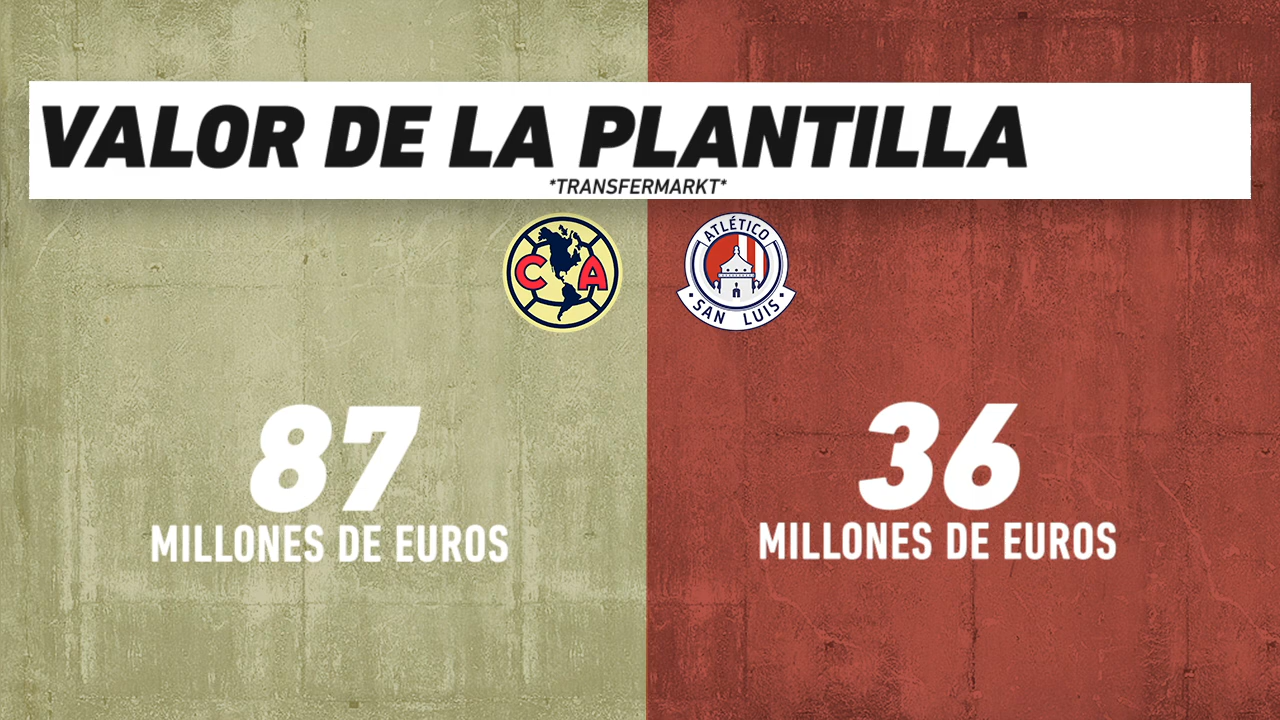 VALOR DE LA PLANTILLA
*TRANSFERMARKT*
CA
ATLÉTICO
SAN LUIS
87
MILLONES DE EUROS
36
MILLONES DE EUROS